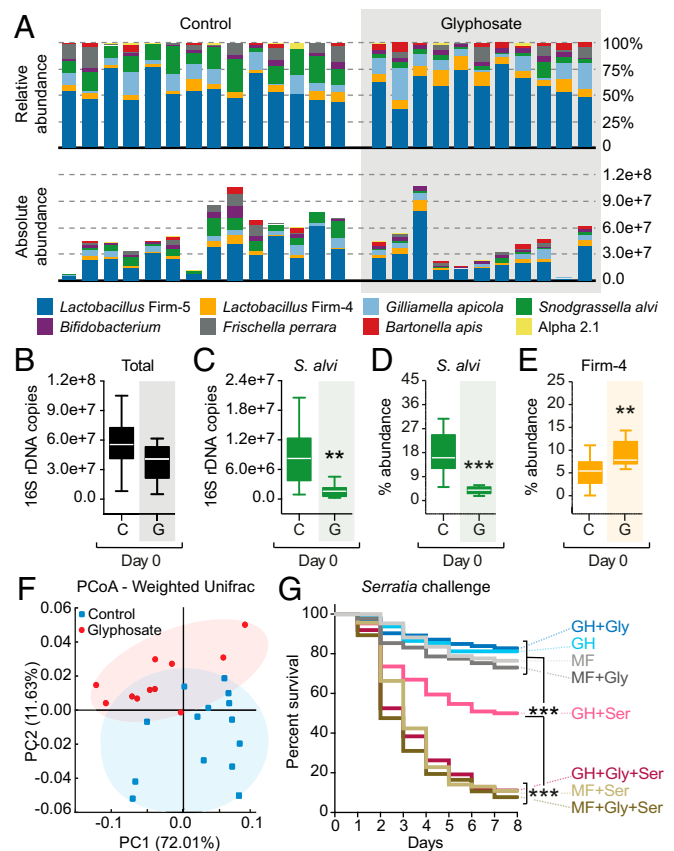 A
Control
Glyphosate
Relative abundance
100%
75%
50%
25%
0
Absolute abundance
1.2e+8
9.0e+7
6.0e+7
3.0e+7
0.0
Lactobacillus Firm-5
Lactobacillus Firm-4
Gilliamella apicola
Snodgrassella alvi
Bifidobacterium
Frischella perrara
Bartonella apis
Alpha 2.1
B
Total
16S rDNA copies
1.2e+8
9.0e+7
6.0e+7
3.0e+7
0.0
C
G
Day 0
C
S. alvi
16S rDNA copies
2.4e+7
1.8e+7
1.2e+7
6.0e+7
0.0
**
C
G
Day 0
D
S. alvi
% abundance
45
30
15
0
***
C
G
Day 0
E
Firm-4
% abundance
25
20
15
10
5
0
**
C
G
Day 0
F
PCoA - Weighted Unifrac
Control
Glyphosate
PC2 (11.63%)
0.06
0.04
0.02
0.00
-0.02
-0.04
-0.06
-0.1
0.0
0.1
PC1 (72.01%)
G
Serratia challenge
Percent survival
100
80
60
40
20
0
0 1 2 3 4 5 6 7 8
Days
GH+Gly
GH
MF
MF+Gly
***
GH+Ser
***
GH+Gly+Ser
MF+Ser
MF+Gly+Ser